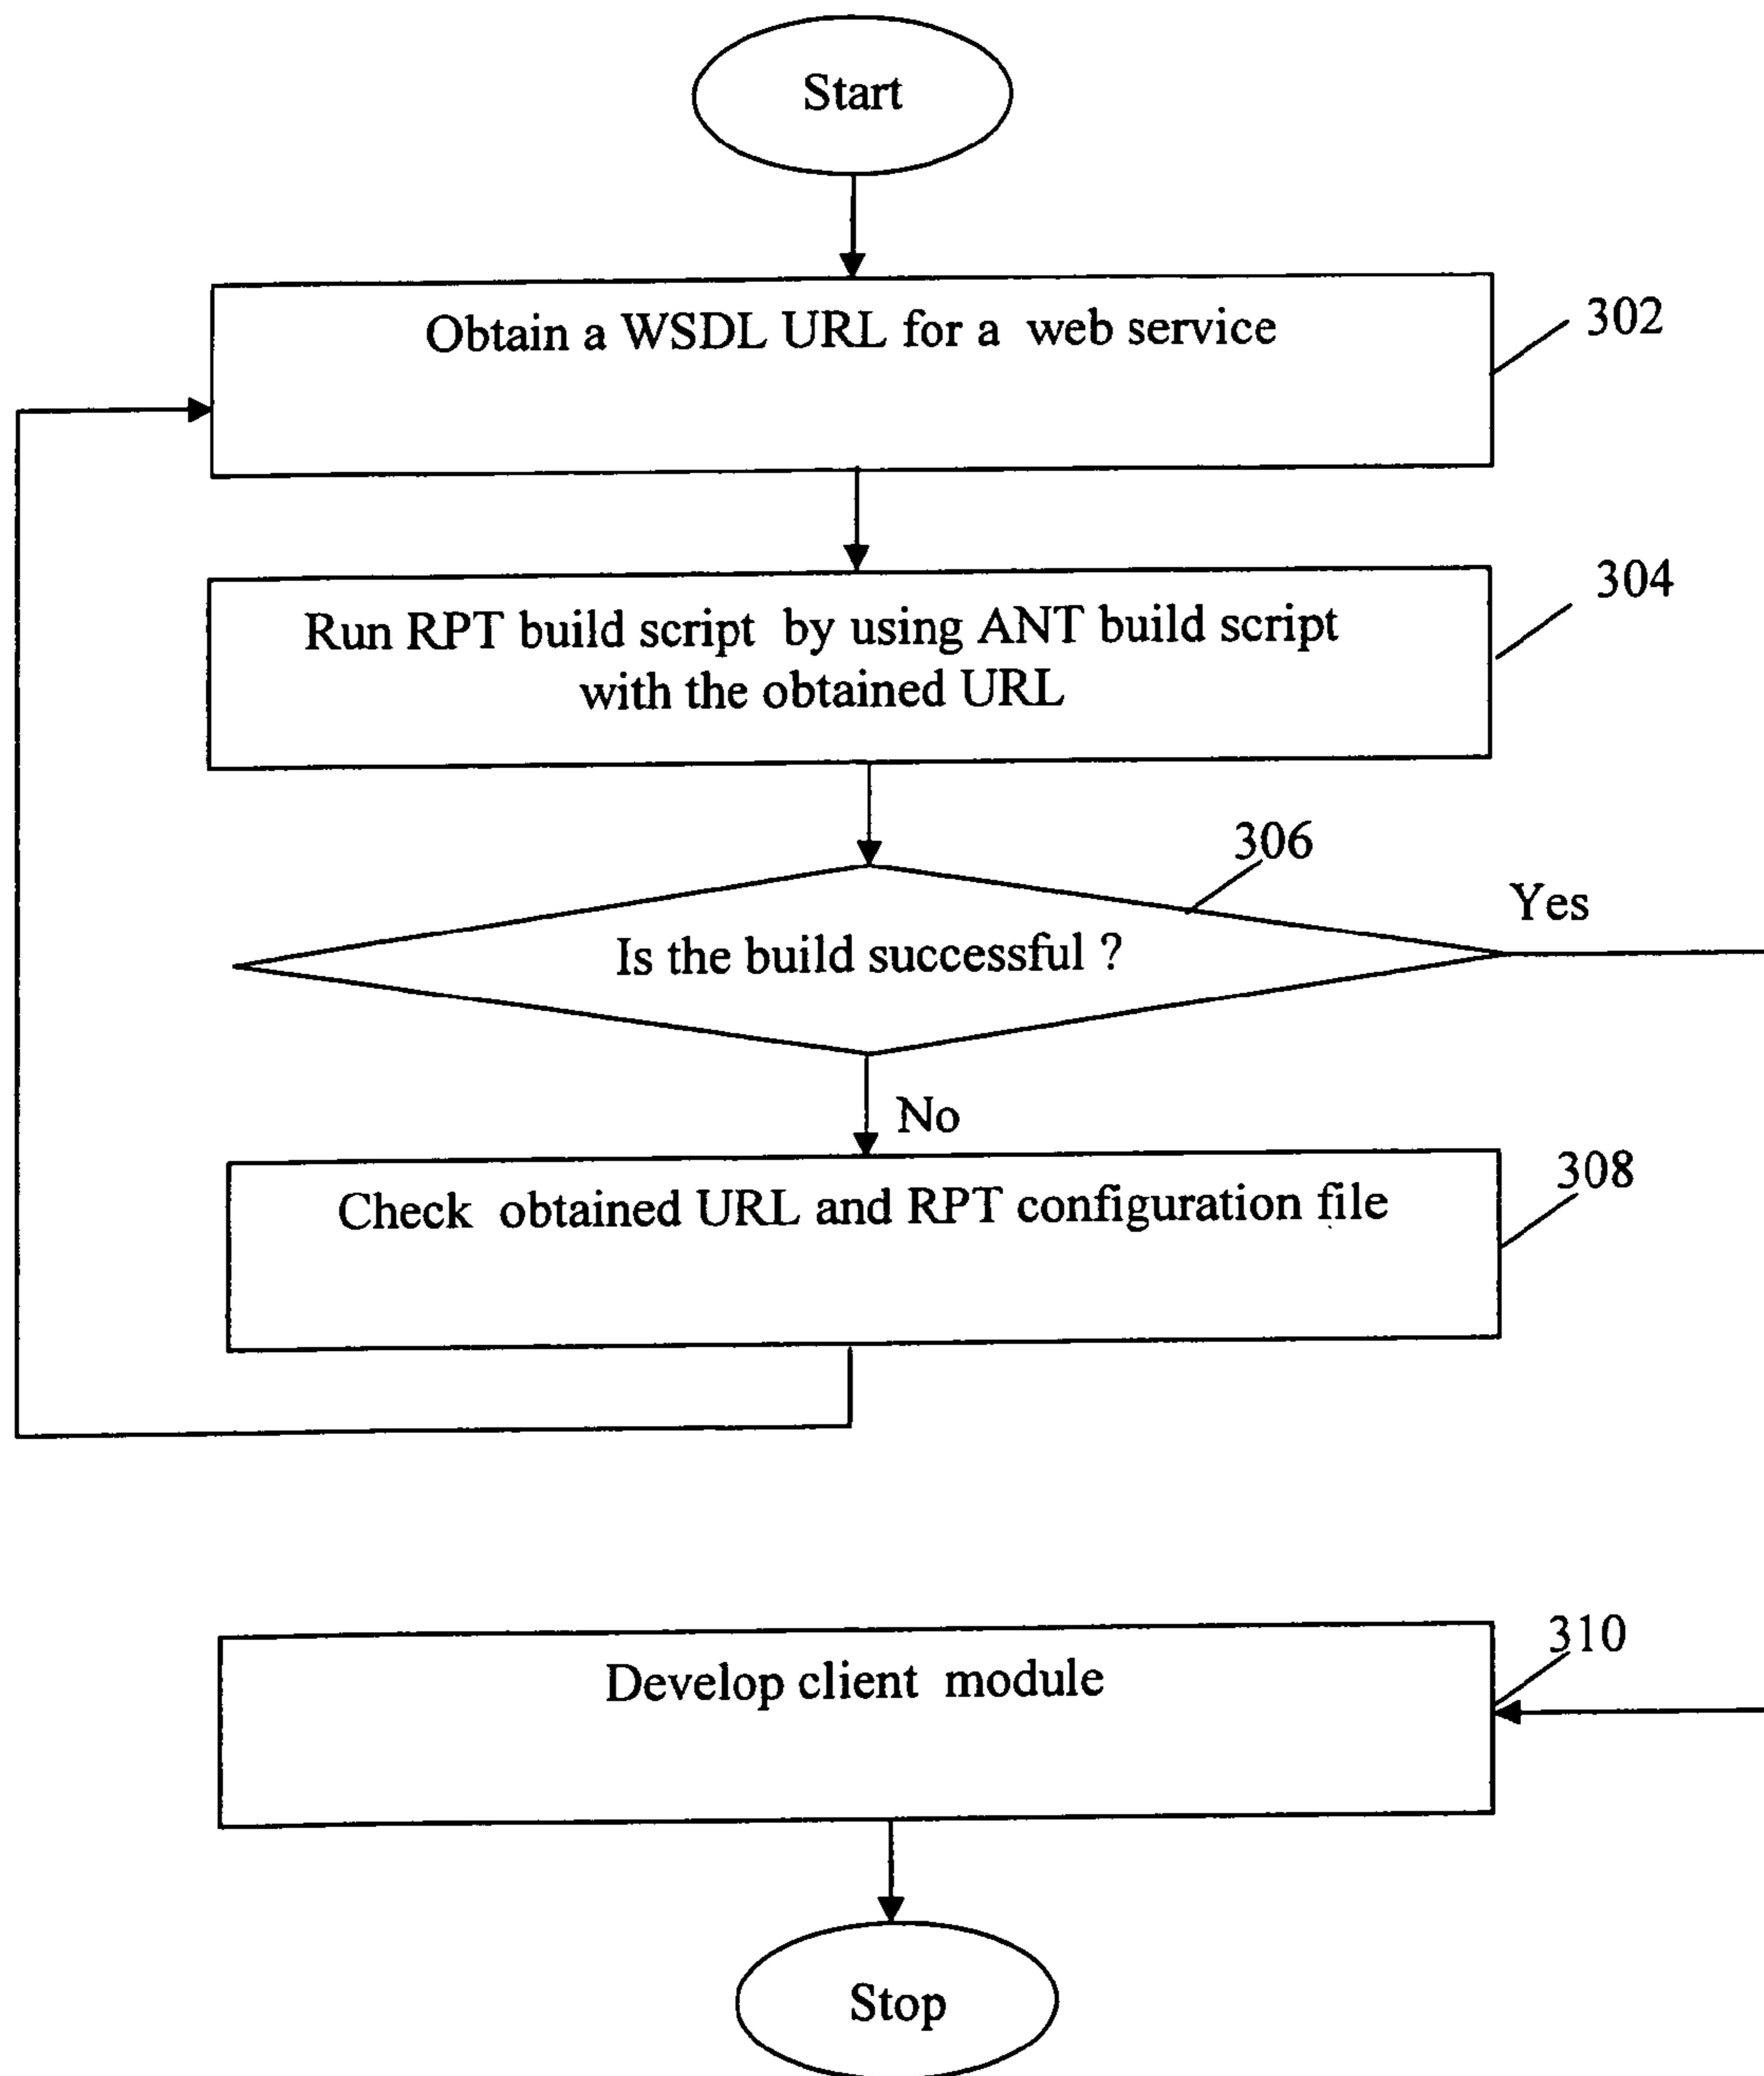 Start
Obtain a WSDL URL for a web service
302
Run RPT build script by using ANT build script
with the obtained URL
304
306
Yes
Is the build successful ?
No
Check obtained URL and RPT configuration file
308
Develop client module
310
Stop